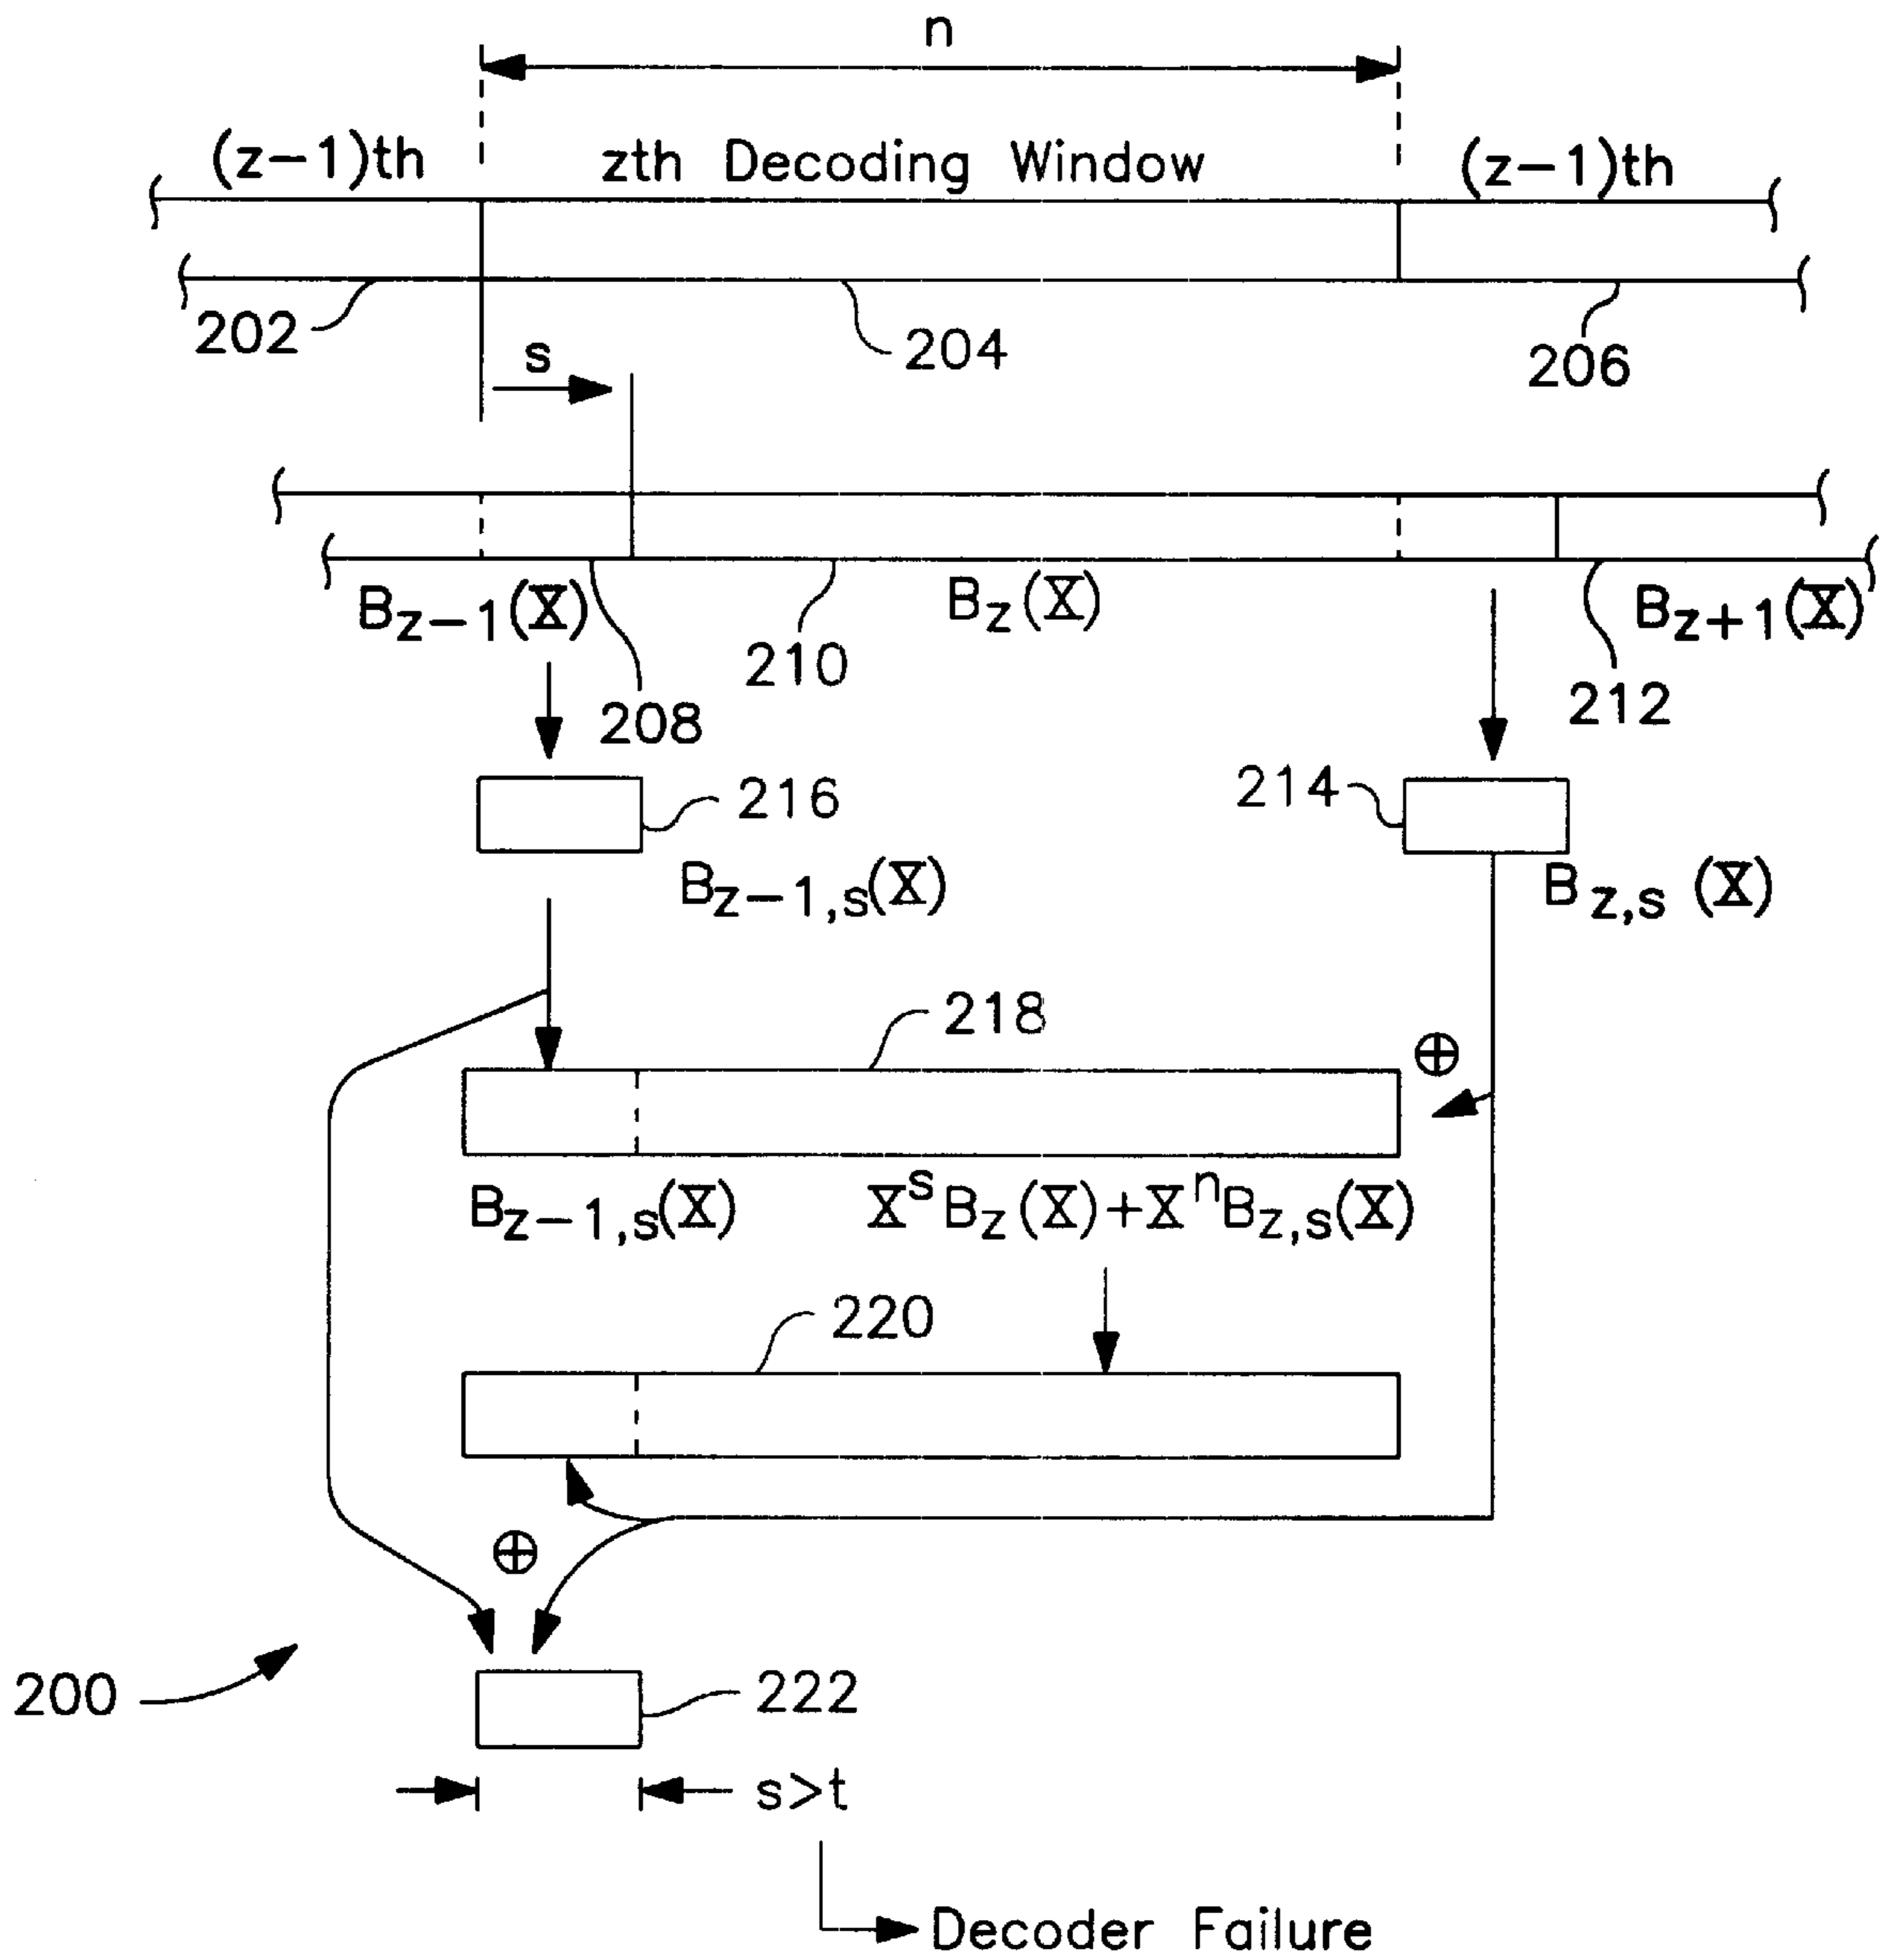 n
(z-1)th zth Decoding Window (z-1)th
202 204 206
s
B_{z-1}(X) B_z(X) B_{z+1}(X)
208 210 212
216 214
B_{z-1,s}(X) B_{z,s} (X)
218
⊕
B_{z-1,s}(X) X^s B_z(X)+X^n B_{z,s}(X)
220
⊕
200 222
s>t
Decoder Failure